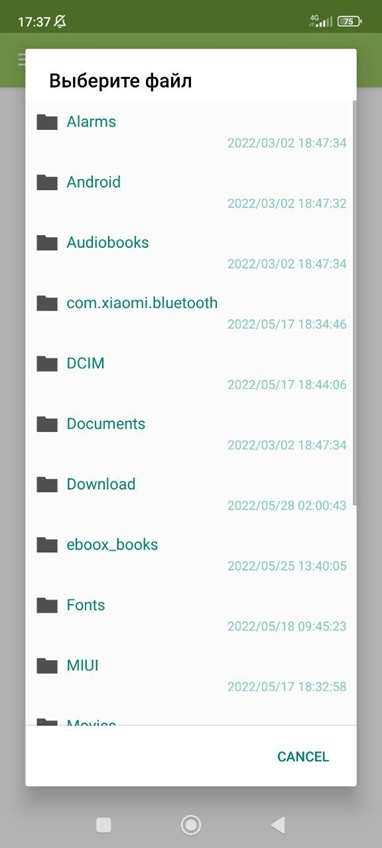 17:37
4G
75
Выберите файл
Alarms
2022/03/02 18:47:34
Android
2022/03/02 18:47:32
Audiobooks
2022/03/02 18:47:34
com.xiaomi.bluetooth
2022/05/17 18:34:46
DCIM
2022/05/17 18:44:06
Documents
2022/03/02 18:47:34
Download
2022/05/28 02:00:43
eboox_books
2022/05/25 13:40:05
Fonts
2022/05/18 09:45:23
MIUI
2022/05/17 18:32:58
Movies
CANCEL